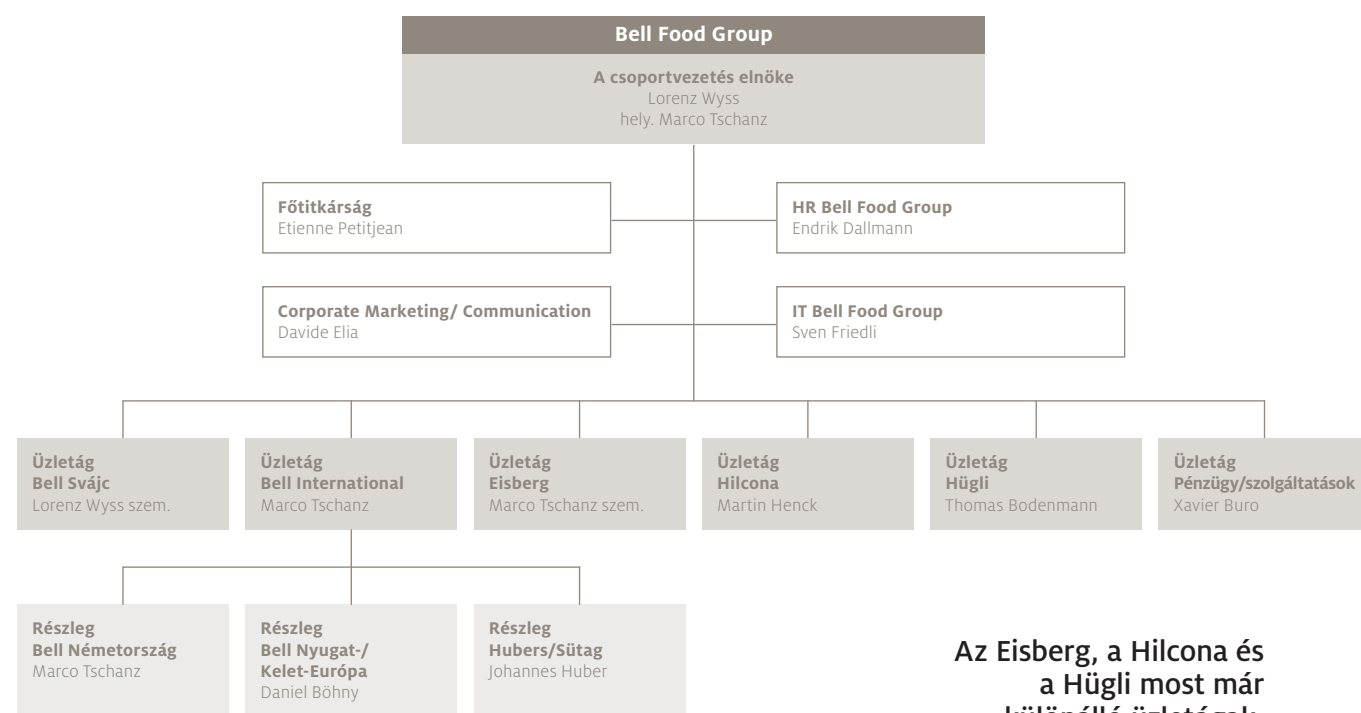 Bell Food Group
A csoportvezetés elnöke
Lorenz Wyss
hely. Marco Tschanz
Főtitkárság
Etienne Petitjean
HR Bell Food Group
Endrik Dallmann
Corporate Marketing/ Communication
Davide Elia
IT Bell Food Group
Sven Friedli
Üzletág
Bell Svájc
Lorenz Wyss szem.
Üzletág
Bell International
Marco Tschanz
Üzletág
Eisberg
Marco Tschanz szem.
Üzletág
Hilcona
Martin Henck
Üzletág
Hügli
Thomas Bodenmann
Üzletág
Pénzügy/szolgáltatások
Xavier Buro
Részleg
Bell Németország
Marco Tschanz
Részleg
Bell Nyugat-/
Kelet-Európa
Daniel Böhny
Részleg
Hubers/Sütag
Johannes Huber
Az Eisberg, a Hilcona és
a Hügli most már
különálló üzletágak.